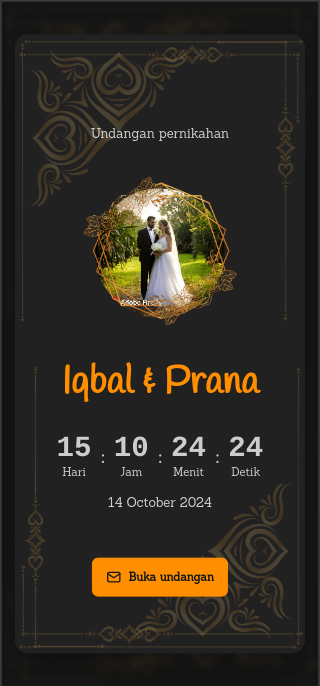 Undangan pernikahan
Iqbal & Prana
15 : 10 : 24 : 24
Hari Jam Menit Detik
14 October 2024
Buka undangan